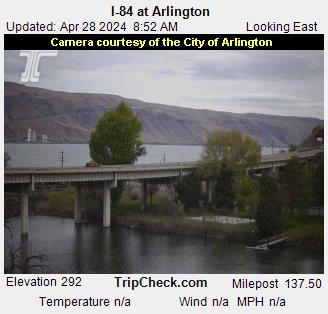 I-84 at Arlington
Updated: Apr 28 2024 8:52 AM Looking East
Camera courtesy of the City of Arlington
Elevation 292 TripCheck.com Milepost 137.50
Temperature n/a Wind n/a MPH n/a